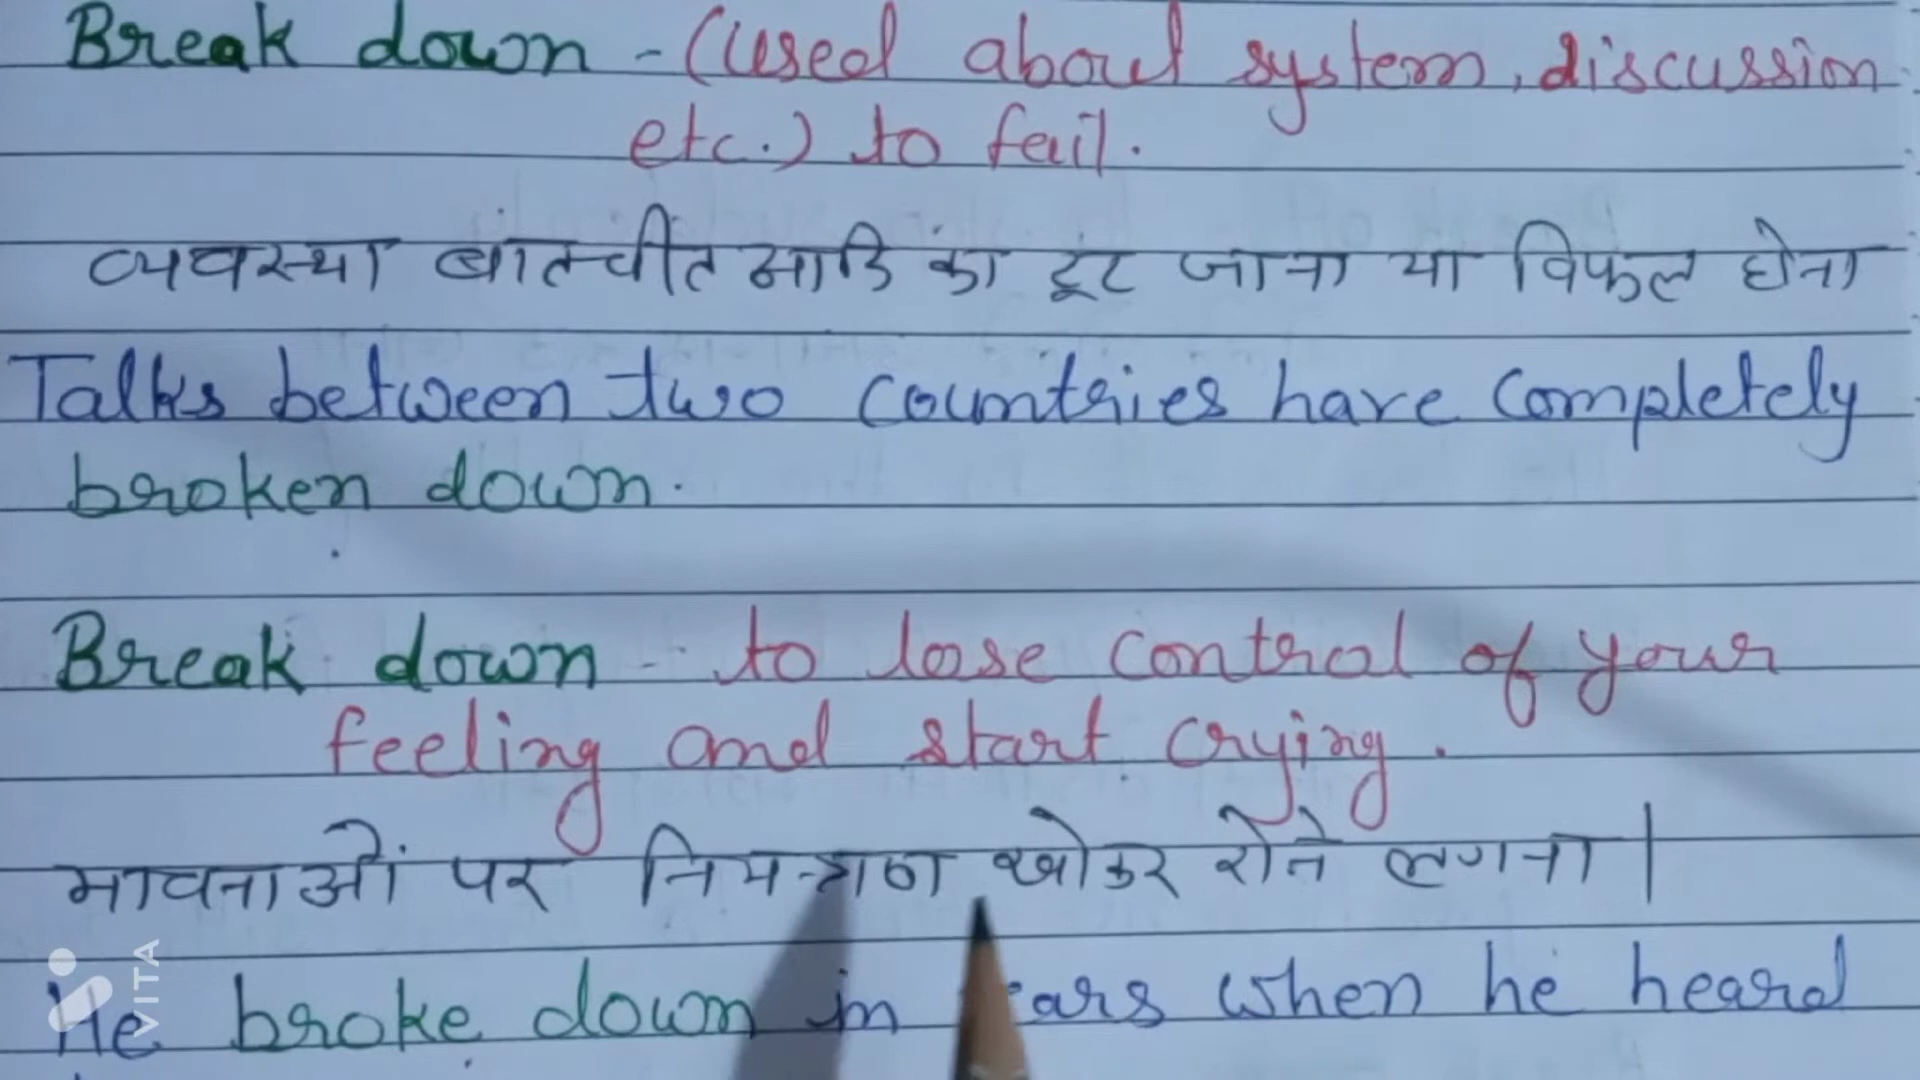 Break down - (used about system, discussion
etc.) to fail.
व्यवस्था बातचीत आदि का टूट जाना या विफल होना
Talks between two countries have completely
broken down.
Break down - to lose control of your
feeling and start crying.
भावनाओं पर नियन्त्रण खोकर रोने लगना |
He broke down in when he heard
VITA